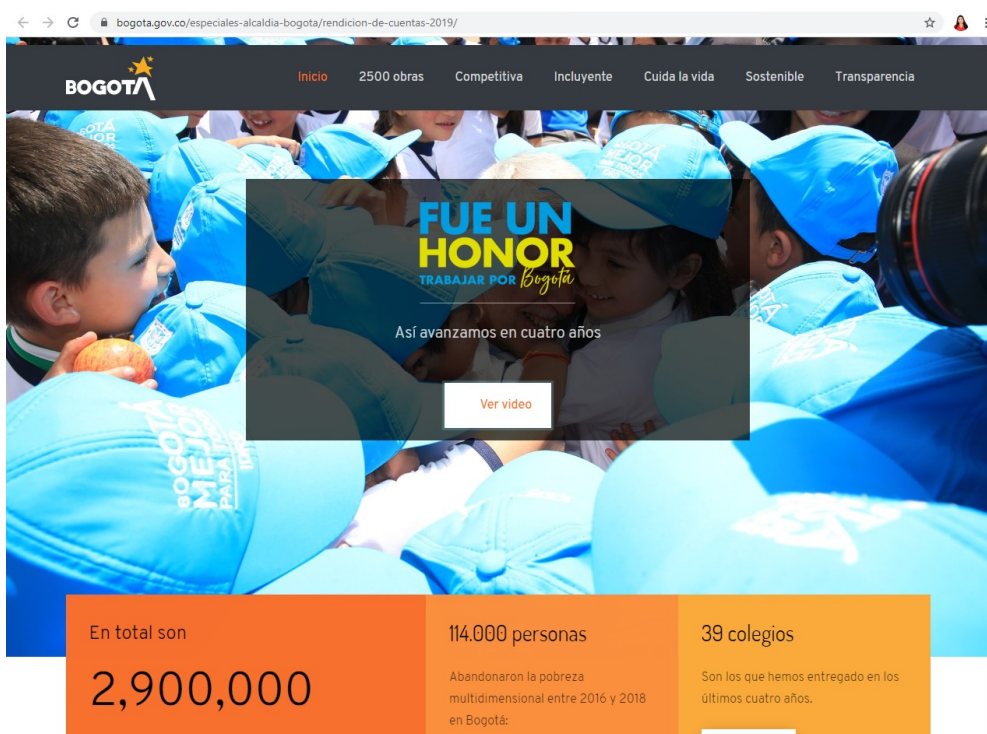 bogota.gov.co/especiales-alcaldia-bogota/rendicion-de-cuentas-2019/
BOGOTÁ
Inicio 2500 obras Competitiva Incluyente Cuida la vida Sostenible Transparencia
FUE UN
HONOR
TRABAJAR POR Bogotá
Así avanzamos en cuatro años
Ver video
BOGOTÁ
MEJOR
PARA
En total son
2,900,000
114.000 personas
Abandonaron la pobreza
multidimensional entre 2016 y 2018
en Bogotá:
39 colegios
Son los que hemos entregado en los
últimos cuatro años.